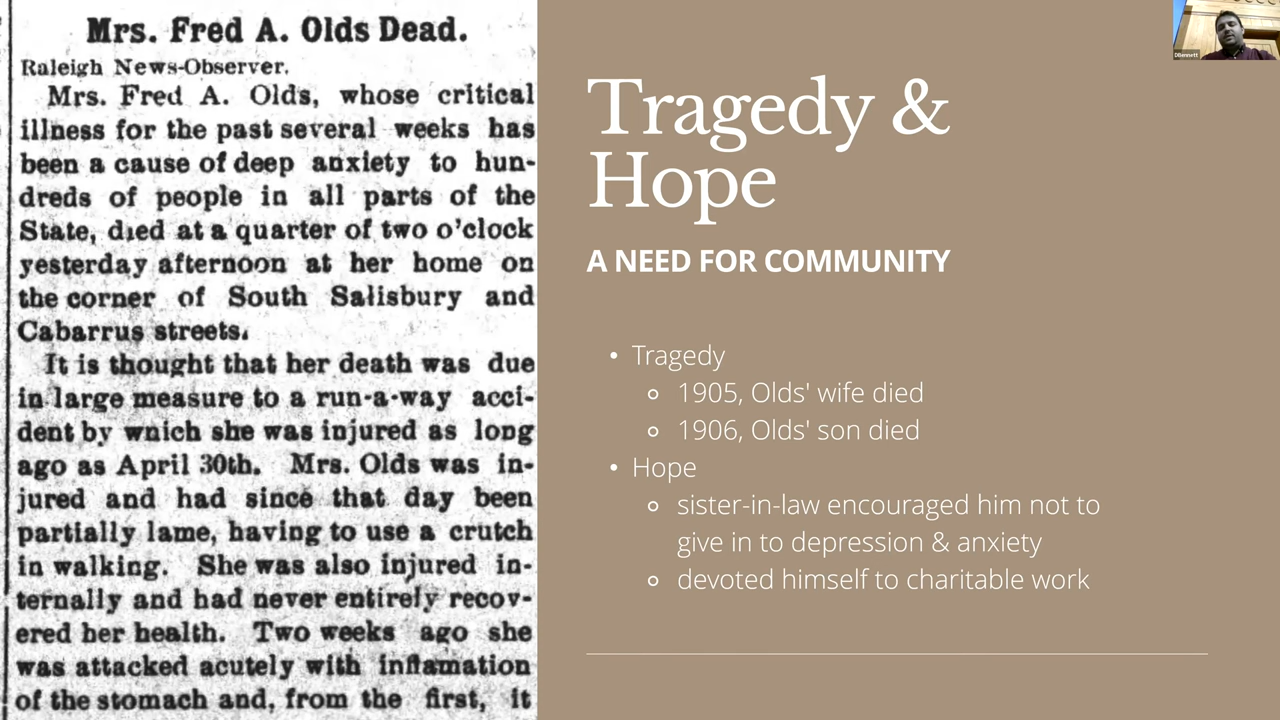 Mrs. Fred A. Olds Dead.
Raleigh News-Observer.
Mrs. Fred A. Olds, whose critical
illness for the past several weeks has
been a cause of deep anxiety to hun-
dreds of people in all parts of the
State, died at a quarter of two o'clock
yesterday afternoon at her home on
the corner of South Salisbury and
Cabarrus streets.
It is thought that her death was due
in large measure to a run-a-way acci-
dent by which she was injured as long
ago as April 30th. Mrs. Olds was in-
jured and had since that day been
partially lame, having to use a crutch
in walking. She was also injured in-
ternally and had never entirely recov-
ered her health. Two weeks ago she
was attacked acutely with inflamation
of the stomach and, from the first, it
Tragedy &
Hope
A NEED FOR COMMUNITY
• Tragedy
○ 1905, Olds' wife died
○ 1906, Olds' son died
• Hope
○ sister-in-law encouraged him not to
give in to depression & anxiety
○ devoted himself to charitable work
DBennett